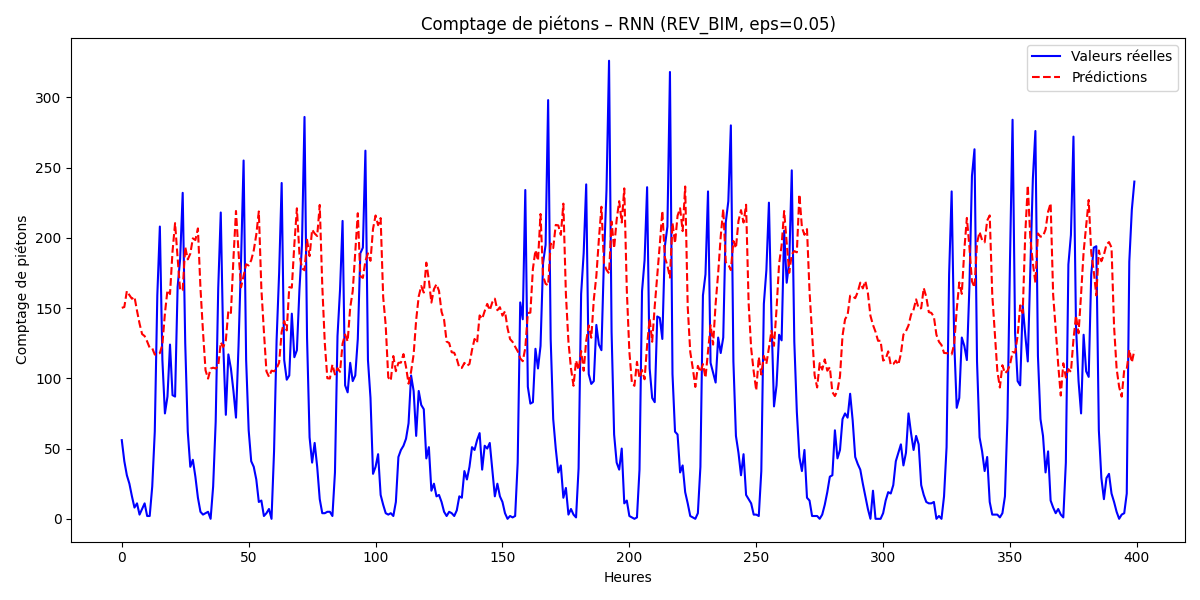 Comptage de piétons – RNN (REV_BIM, eps=0.05)
Valeurs réelles
Prédictions
Comptage de piétons
300
250
200
150
100
50
0
0 50 100 150 200 250 300 350 400
Heures